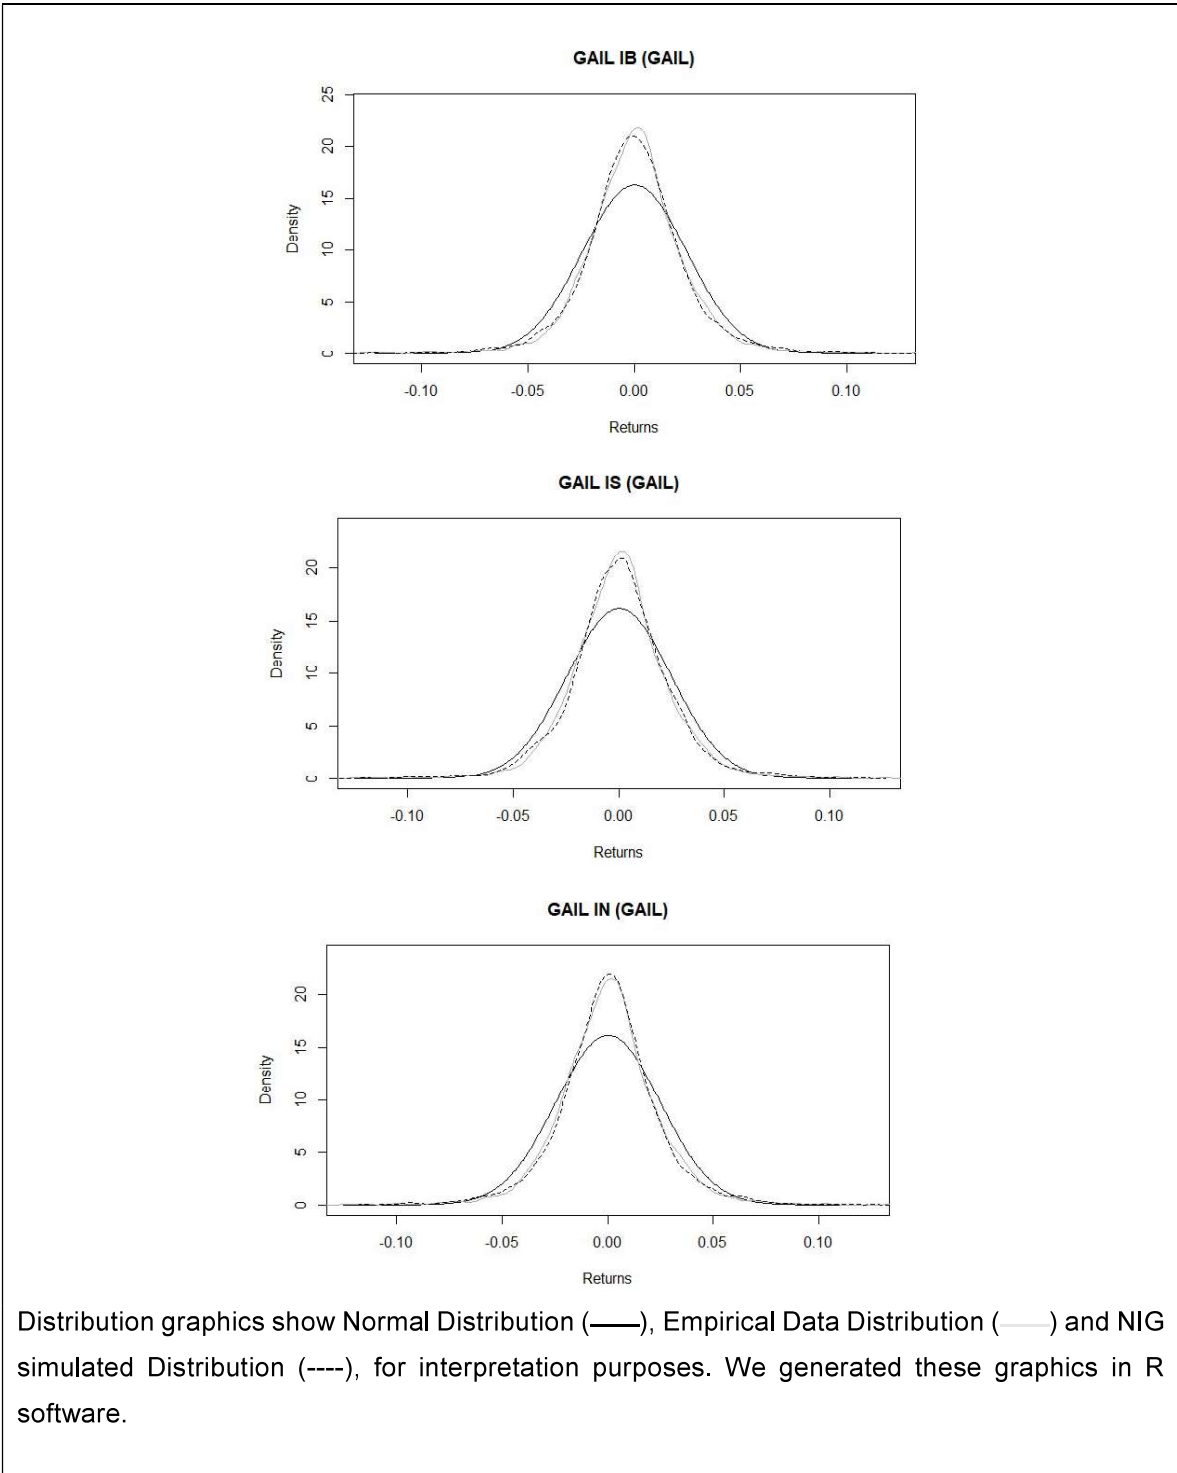 GAIL IB (GAIL)
25
20
15
10
5
0
Density
-0.10 -0.05 0.00 0.05 0.10
Returns
GAIL IS (GAIL)
20
15
10
5
0
Density
-0.10 -0.05 0.00 0.05 0.10
Returns
GAIL IN (GAIL)
20
15
10
5
0
Density
-0.10 -0.05 0.00 0.05 0.10
Returns
Distribution graphics show Normal Distribution (——), Empirical Data Distribution (——) and NIG
simulated Distribution (----), for interpretation purposes. We generated these graphics in R
software.